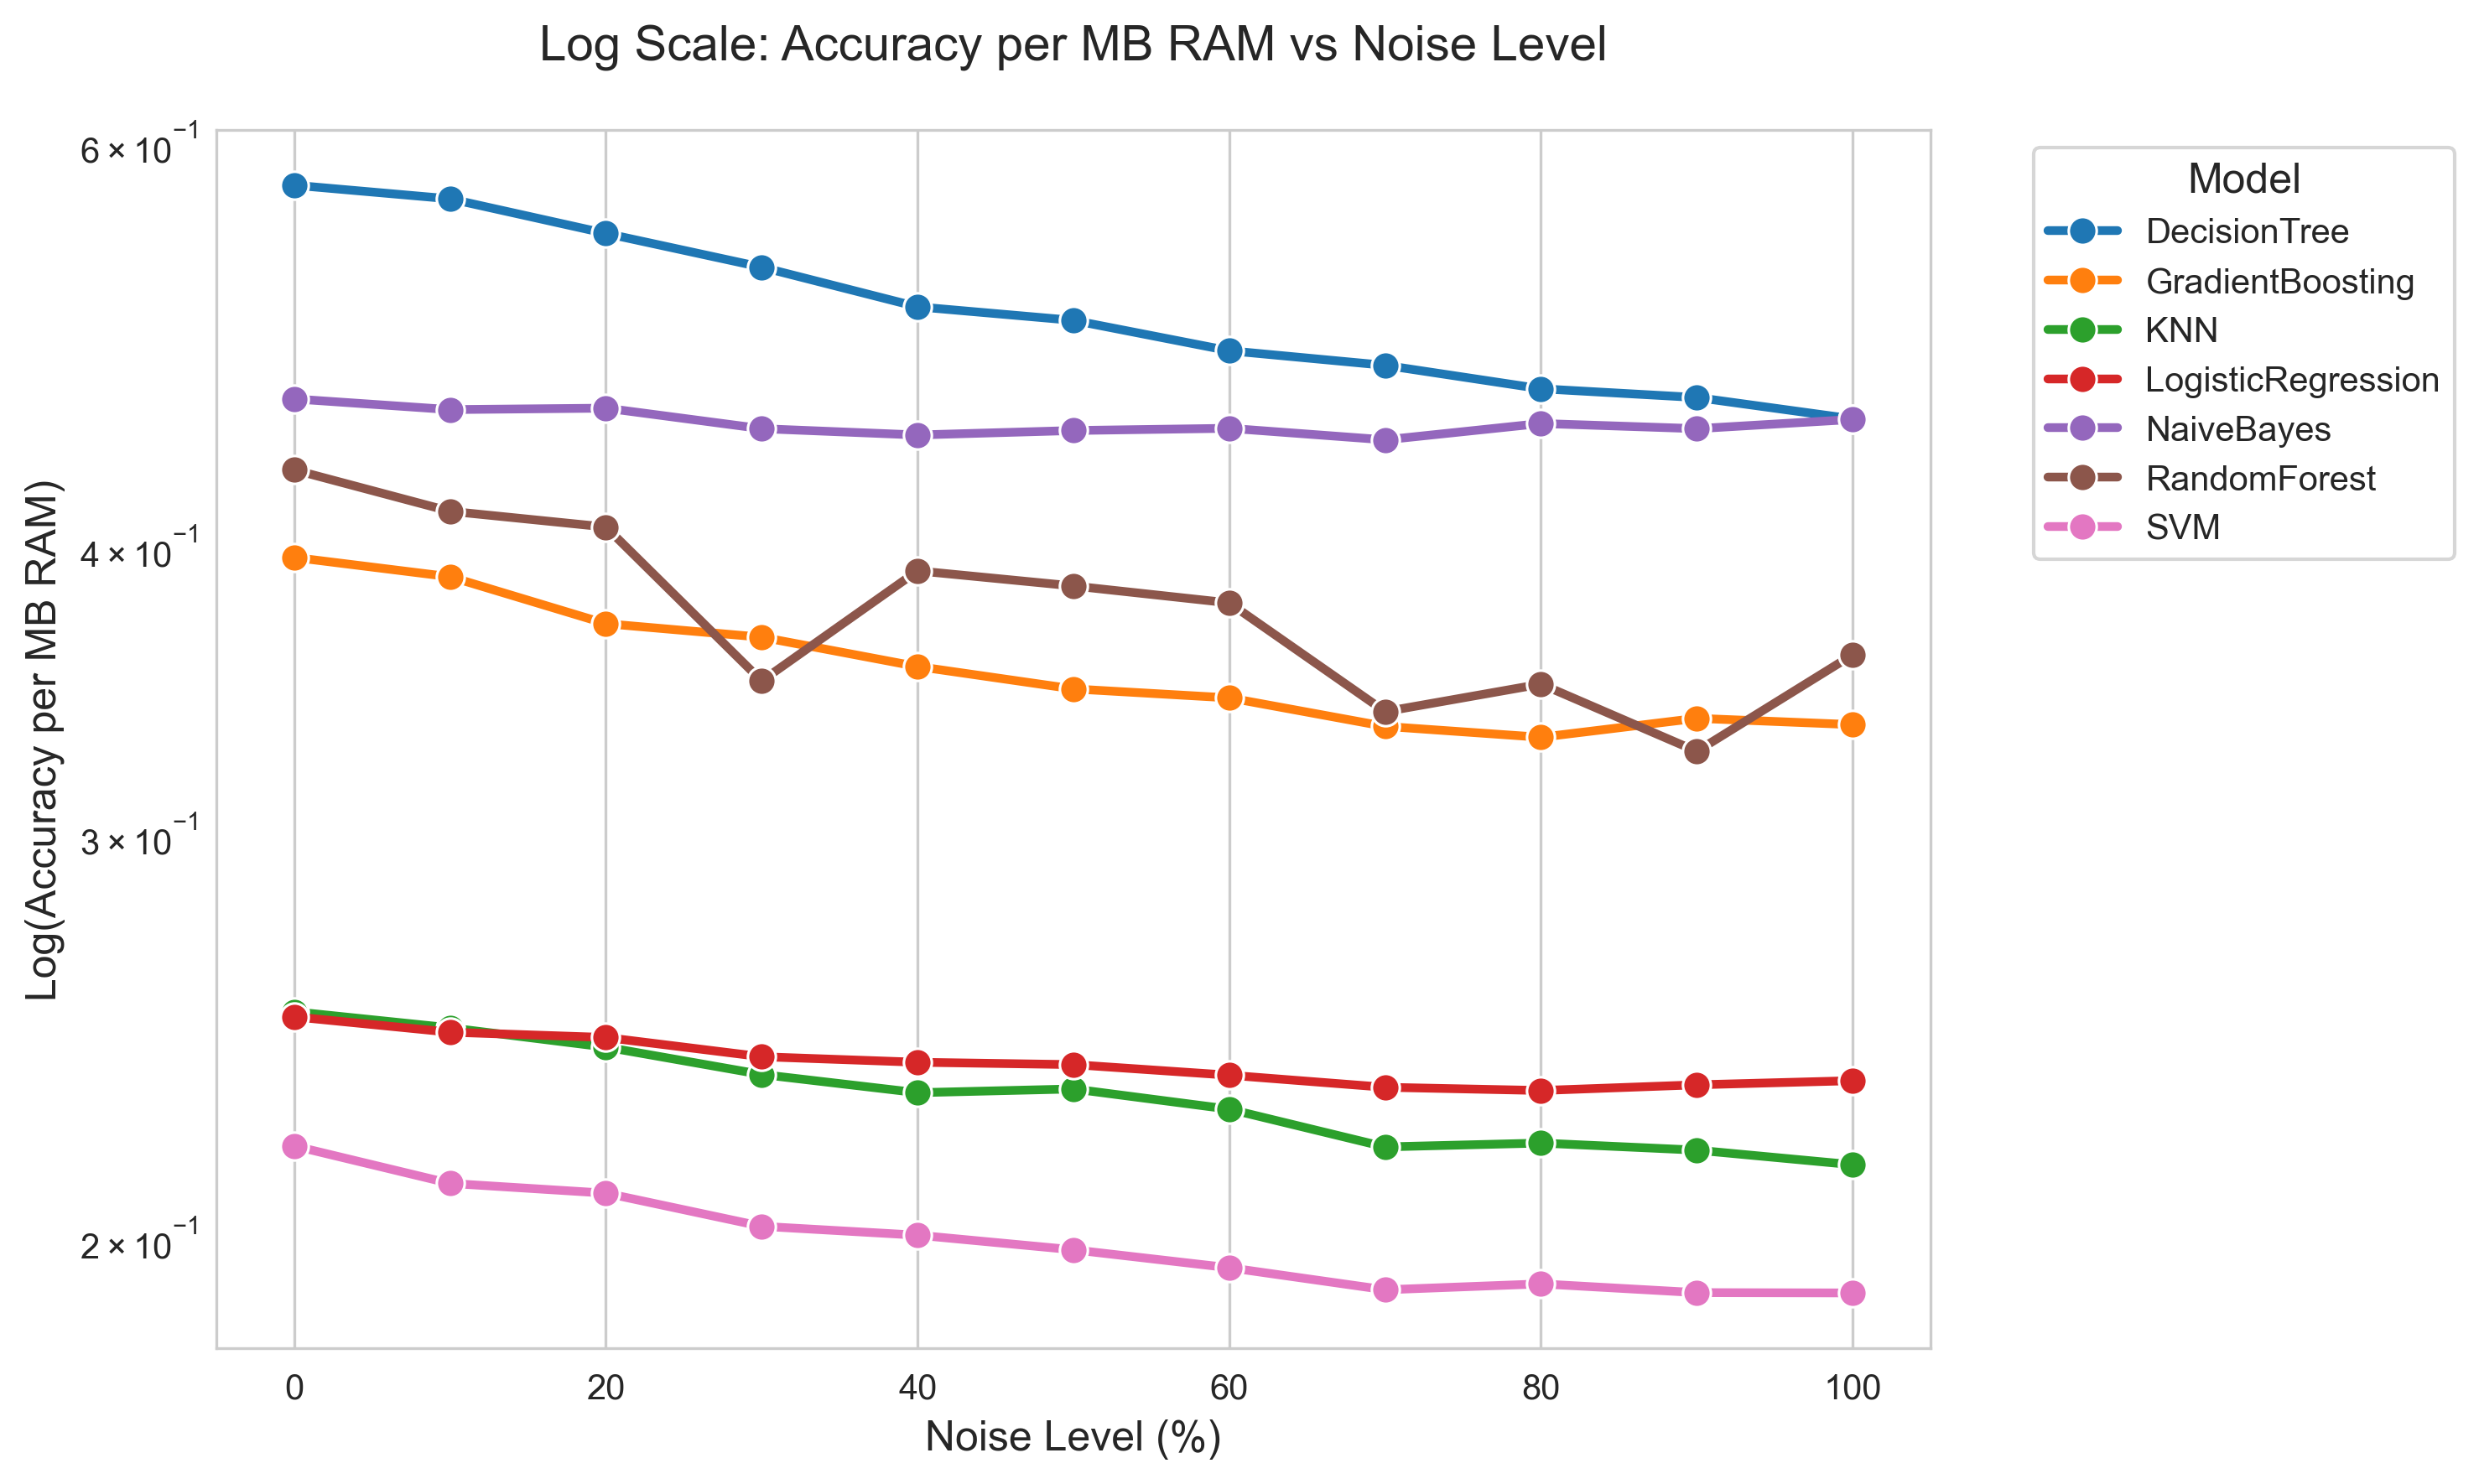 Log Scale: Accuracy per MB RAM vs Noise Level
Log(Accuracy per MB RAM)
6 × 10⁻¹
4 × 10⁻¹
3 × 10⁻¹
2 × 10⁻¹
0 20 40 60 80 100
Noise Level (%)
Model
DecisionTree
GradientBoosting
KNN
LogisticRegression
NaiveBayes
RandomForest
SVM